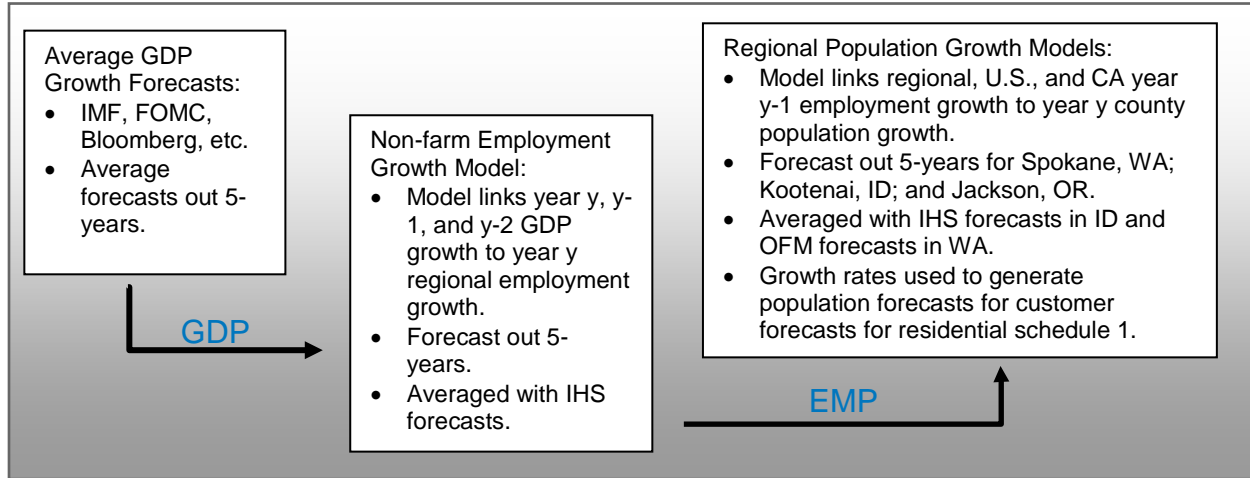 Average GDP
Growth Forecasts:
• IMF, FOMC,
Bloomberg, etc.
• Average
forecasts out 5-
years.
GDP
Non-farm Employment
Growth Model:
• Model links year y, y-
1, and y-2 GDP
growth to year y
regional employment
growth.
• Forecast out 5-
years.
• Averaged with IHS
forecasts.
EMP
Regional Population Growth Models:
• Model links regional, U.S., and CA year
y-1 employment growth to year y county
population growth.
• Forecast out 5-years for Spokane, WA;
Kootenai, ID; and Jackson, OR.
• Averaged with IHS forecasts in ID and
OFM forecasts in WA.
• Growth rates used to generate
population forecasts for customer
forecasts for residential schedule 1.